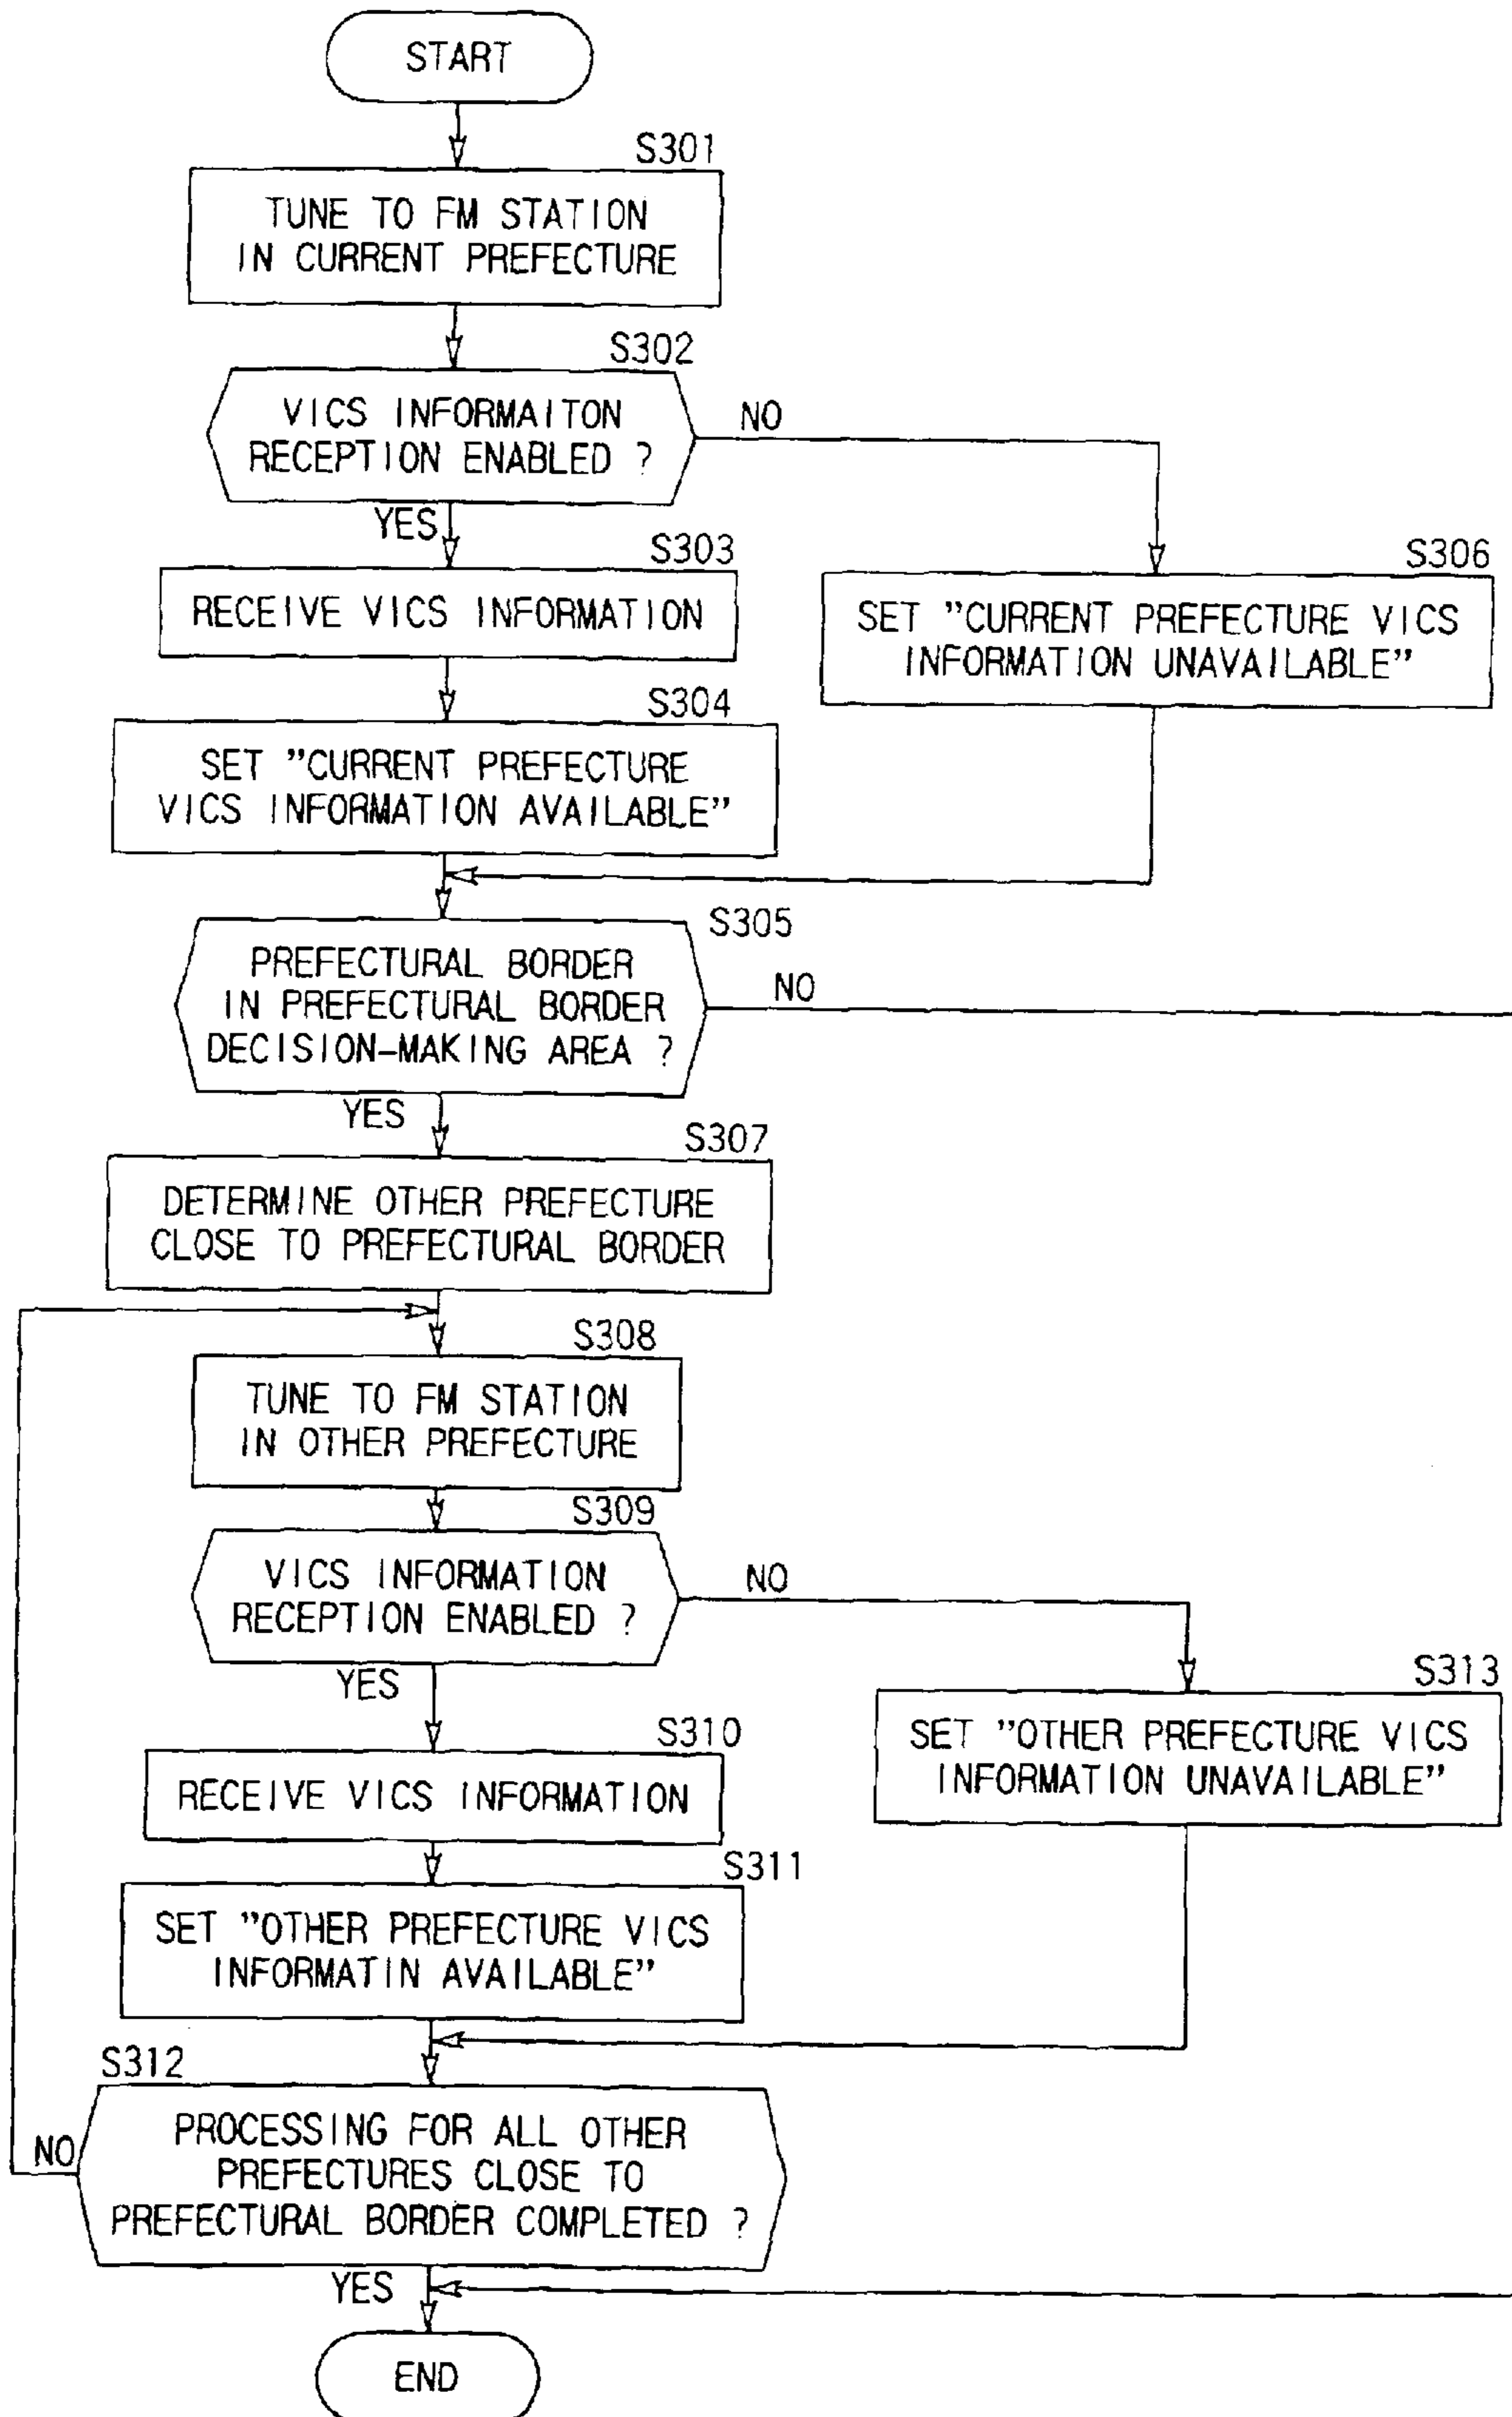 START
S301
TUNE TO FM STATION
IN CURRENT PREFECTURE
S302
VICS INFORMAITON
RECEPTION ENABLED ?
NO
YES
S303
RECEIVE VICS INFORMATION
S306
SET "CURRENT PREFECTURE VICS
INFORMATION UNAVAILABLE"
S304
SET "CURRENT PREFECTURE
VICS INFORMATION AVAILABLE"
S305
PREFECTURAL BORDER
IN PREFECTURAL BORDER
DECISION-MAKING AREA ?
NO
YES
S307
DETERMINE OTHER PREFECTURE
CLOSE TO PREFECTURAL BORDER
S308
TUNE TO FM STATION
IN OTHER PREFECTURE
S309
VICS INFORMATION
RECEPTION ENABLED ?
NO
YES
S313
SET "OTHER PREFECTURE VICS
INFORMATION UNAVAILABLE"
S310
RECEIVE VICS INFORMATION
S311
SET "OTHER PREFECTURE VICS
INFORMATIN AVAILABLE"
S312
PROCESSING FOR ALL OTHER
PREFECTURES CLOSE TO
PREFECTURAL BORDER COMPLETED ?
NO
YES
END